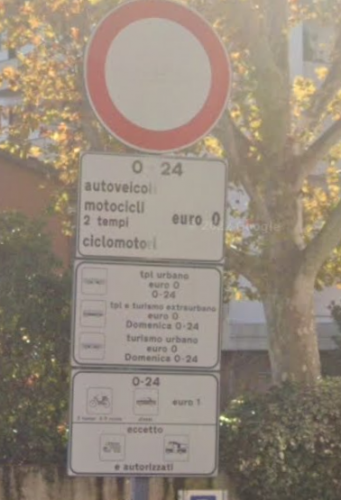 0 - 24
autoveicoli
motocicli
2 tempi euro 0
ciclomotori
tpl urbano
euro 0
0-24
tpl e turismo extraurbano
euro 0
Domenica 0-24
turismo urbano
euro 0
Domenica 0-24
0-24
euro 1
eccetto
e autorizzati